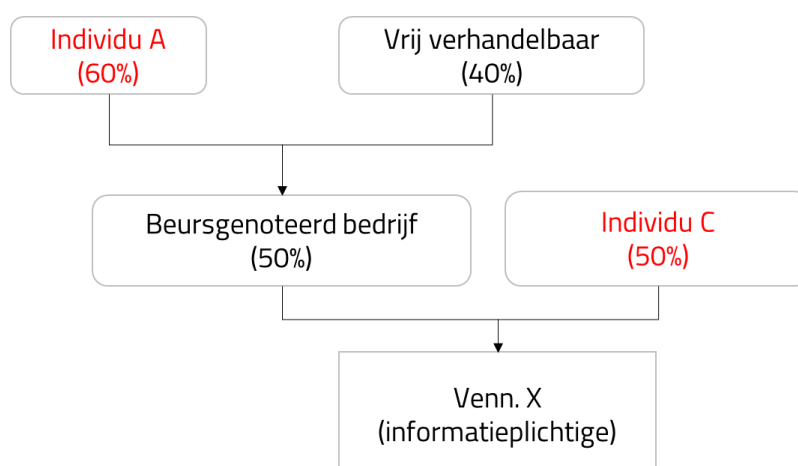 Individu A
(60%)
Vrij verhandelbaar
(40%)
Beursgenoteerd bedrijf
(50%)
Individu C
(50%)
Venn. X
(informatieplichtige)